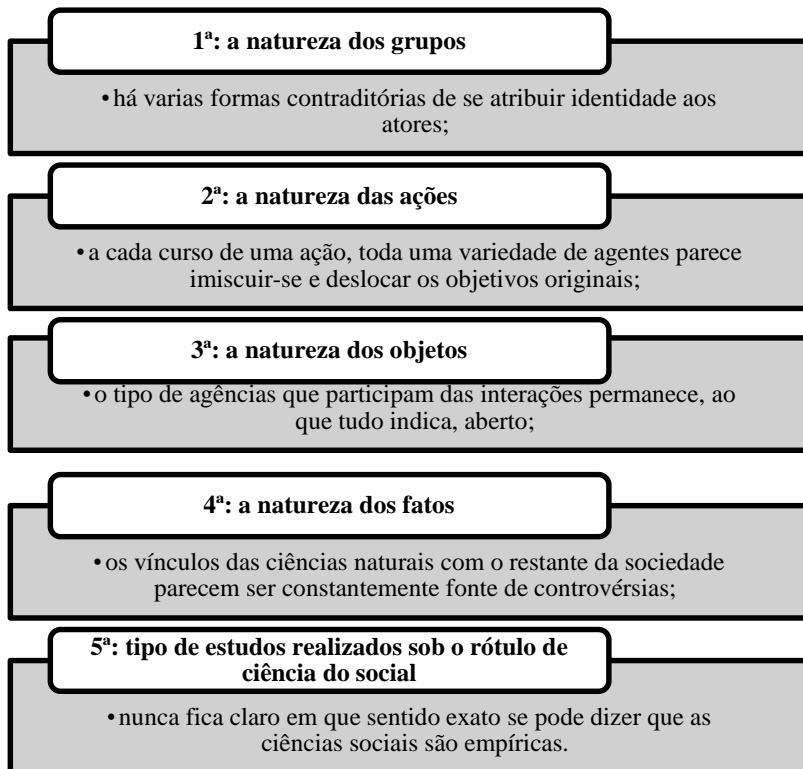 1ª: a natureza dos grupos
•há varias formas contraditórias de se atribuir identidade aos
atores;
2ª: a natureza das ações
•a cada curso de uma ação, toda uma variedade de agentes parece
imiscuir-se e deslocar os objetivos originais;
3ª: a natureza dos objetos
•o tipo de agências que participam das interações permanece, ao
que tudo indica, aberto;
4ª: a natureza dos fatos
•os vínculos das ciências naturais com o restante da sociedade
parecem ser constantemente fonte de controvérsias;
5ª: tipo de estudos realizados sob o rótulo de
ciência do social
•nunca fica claro em que sentido exato se pode dizer que as
ciências sociais são empíricas.